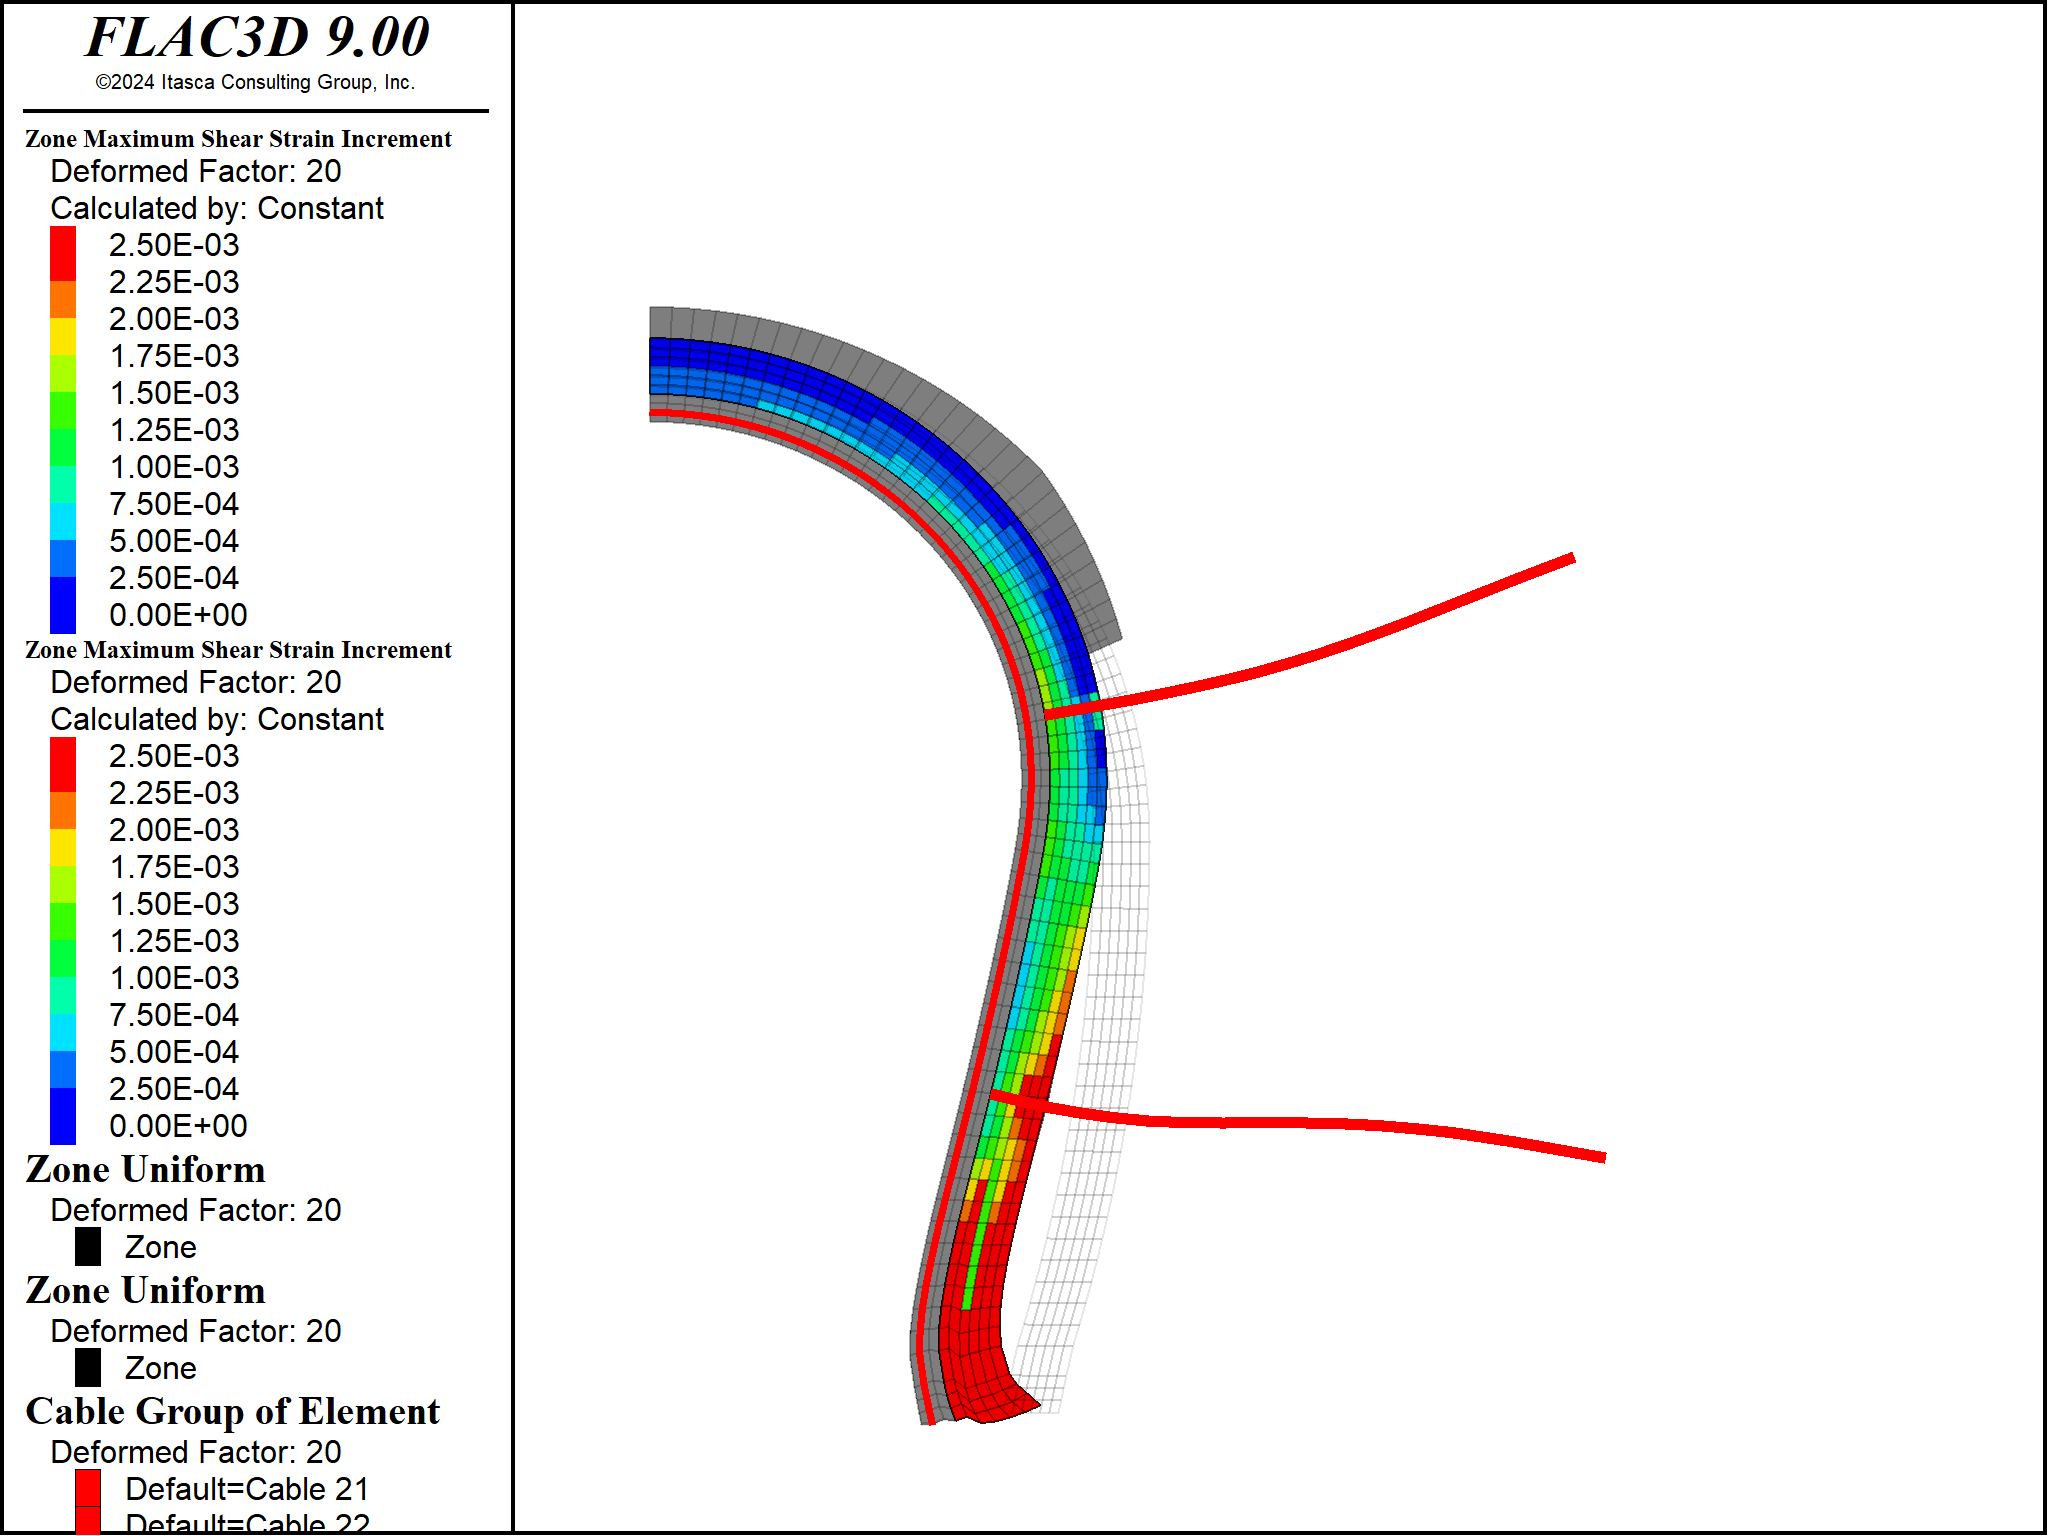 FLAC3D 9.00
©2024 Itasca Consulting Group, Inc.
Zone Maximum Shear Strain Increment
Deformed Factor: 20
Calculated by: Constant
2.50E-03
2.25E-03
2.00E-03
1.75E-03
1.50E-03
1.25E-03
1.00E-03
7.50E-04
5.00E-04
2.50E-04
0.00E+00
Zone Maximum Shear Strain Increment
Deformed Factor: 20
Calculated by: Constant
2.50E-03
2.25E-03
2.00E-03
1.75E-03
1.50E-03
1.25E-03
1.00E-03
7.50E-04
5.00E-04
2.50E-04
0.00E+00
Zone Uniform
Deformed Factor: 20
Zone
Zone Uniform
Deformed Factor: 20
Zone
Cable Group of Element
Deformed Factor: 20
Default=Cable 21
Default=Cable 22